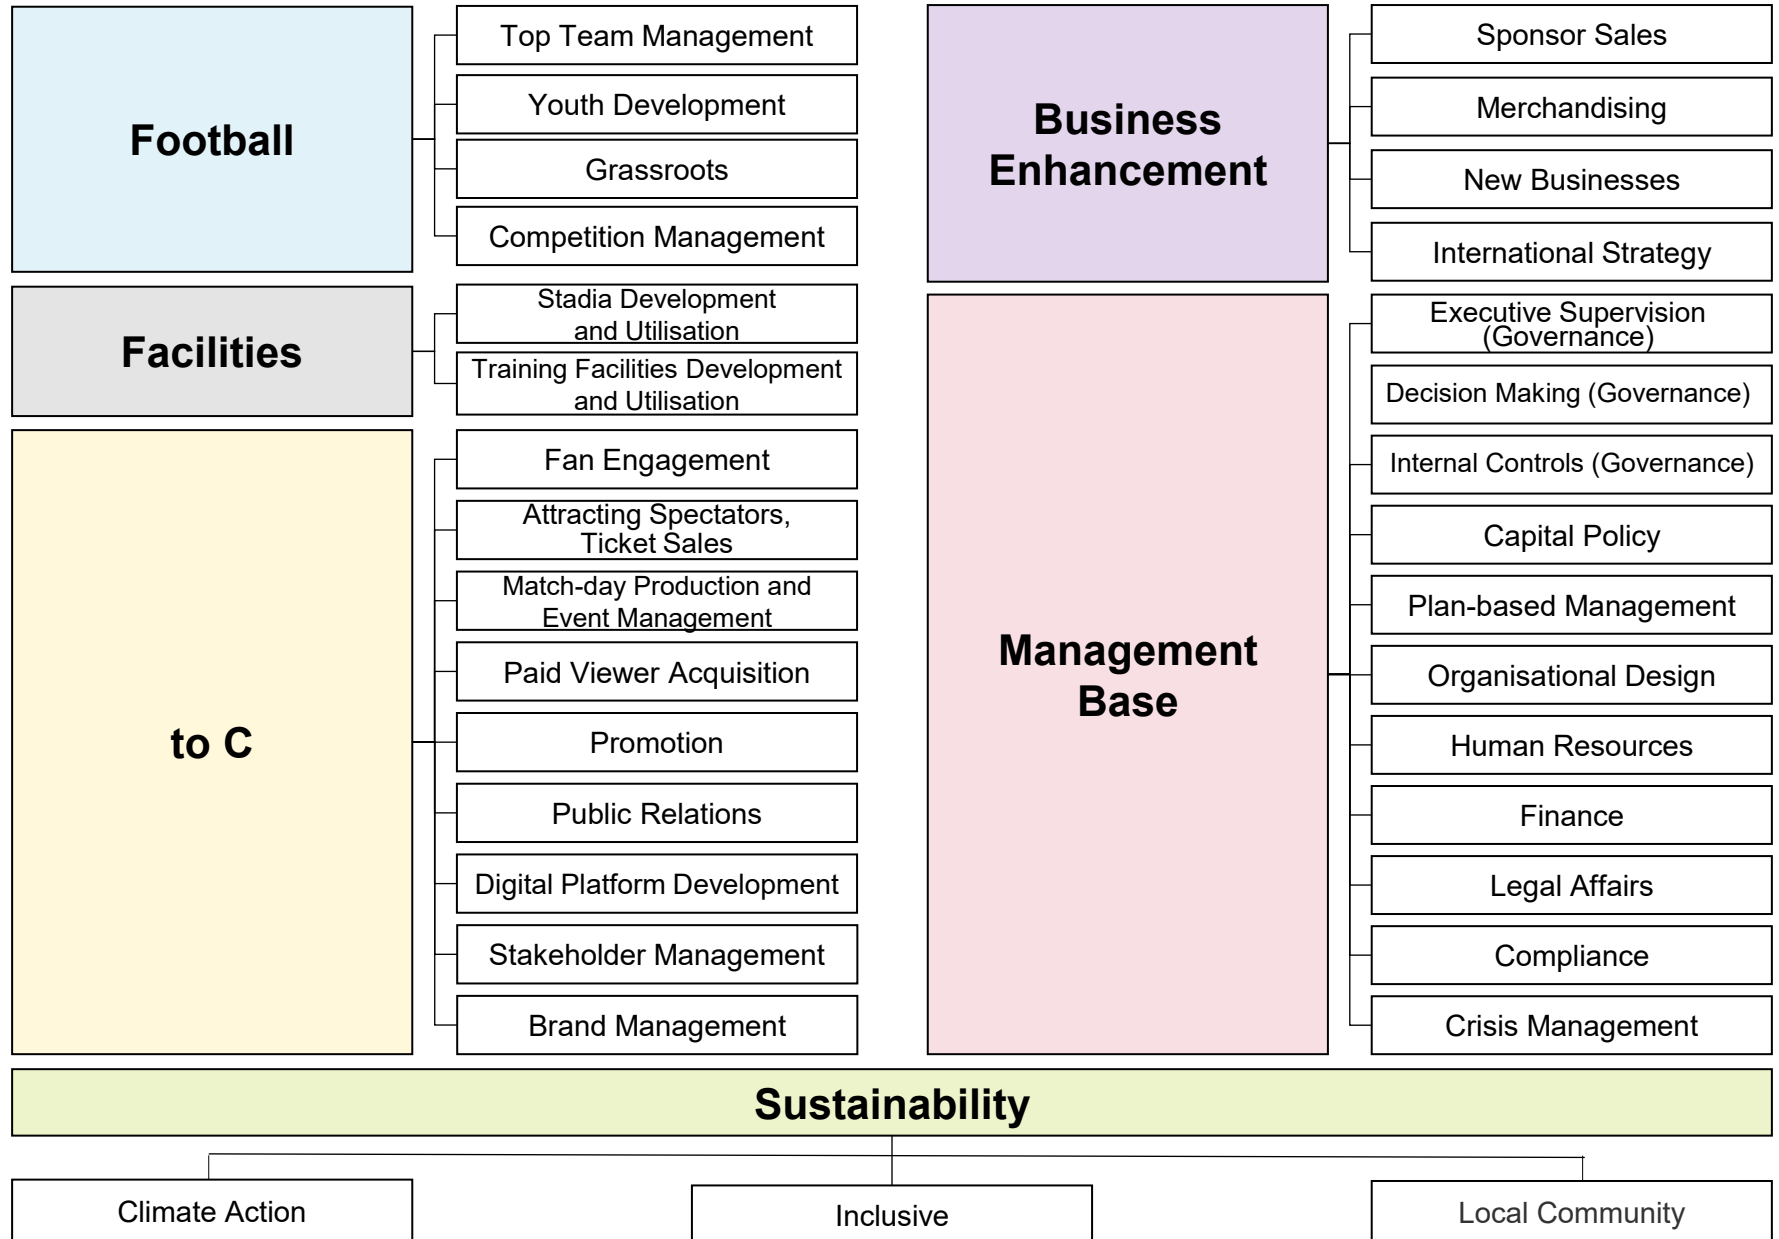 Football
Top Team Management
Youth Development
Grassroots
Competition Management
Facilities
Stadia Development
and Utilisation
Training Facilities Development
and Utilisation
to C
Fan Engagement
Attracting Spectators,
Ticket Sales
Match-day Production and
Event Management
Paid Viewer Acquisition
Promotion
Public Relations
Digital Platform Development
Stakeholder Management
Brand Management
Business
Enhancement
Sponsor Sales
Merchandising
New Businesses
International Strategy
Management
Base
Executive Supervision
(Governance)
Decision Making (Governance)
Internal Controls (Governance)
Capital Policy
Plan-based Management
Organisational Design
Human Resources
Finance
Legal Affairs
Compliance
Crisis Management
Sustainability
Climate Action
Inclusive
Local Community